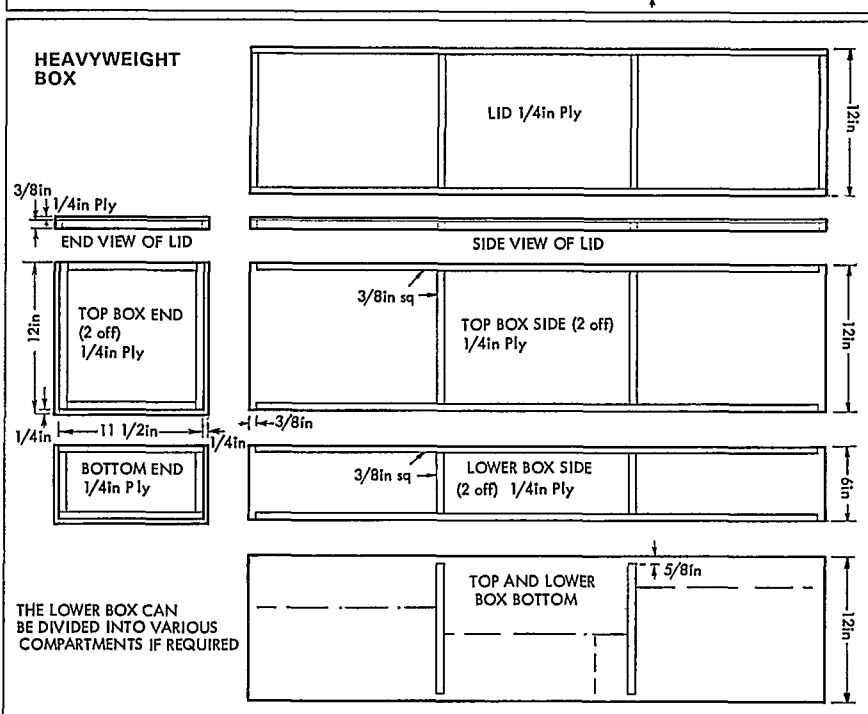 HEAVYWEIGHT
BOX
LID 1/4in Ply
12in
3/8in
1/4in Ply
END VIEW OF LID
SIDE VIEW OF LID
12in
TOP BOX END
(2 off)
1/4in Ply
3/8in sq
TOP BOX SIDE (2 off)
1/4in Ply
12in
1/4in
11 1/2in
1/4in
3/8in
BOTTOM END
1/4in Ply
3/8in sq
LOWER BOX SIDE
(2 off) 1/4in Ply
6in
TOP AND LOWER
BOX BOTTOM
5/8in
12in
THE LOWER BOX CAN
BE DIVIDED INTO VARIOUS
COMPARTMENTS IF REQUIRED